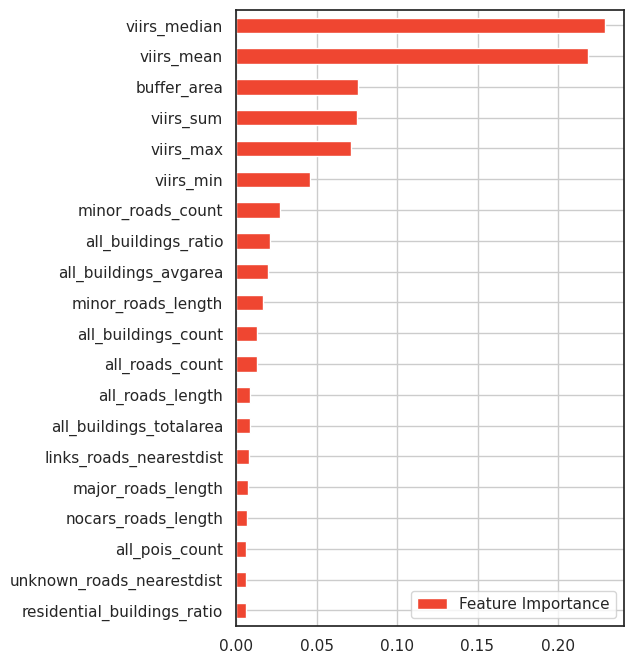 viirs_median
viirs_mean
buffer_area
viirs_sum
viirs_max
viirs_min
minor_roads_count
all_buildings_ratio
all_buildings_avgarea
minor_roads_length
all_buildings_count
all_roads_count
all_roads_length
all_buildings_totalarea
links_roads_nearestdist
major_roads_length
nocars_roads_length
all_pois_count
unknown_roads_nearestdist
residential_buildings_ratio
Feature Importance
0.00 0.05 0.10 0.15 0.20